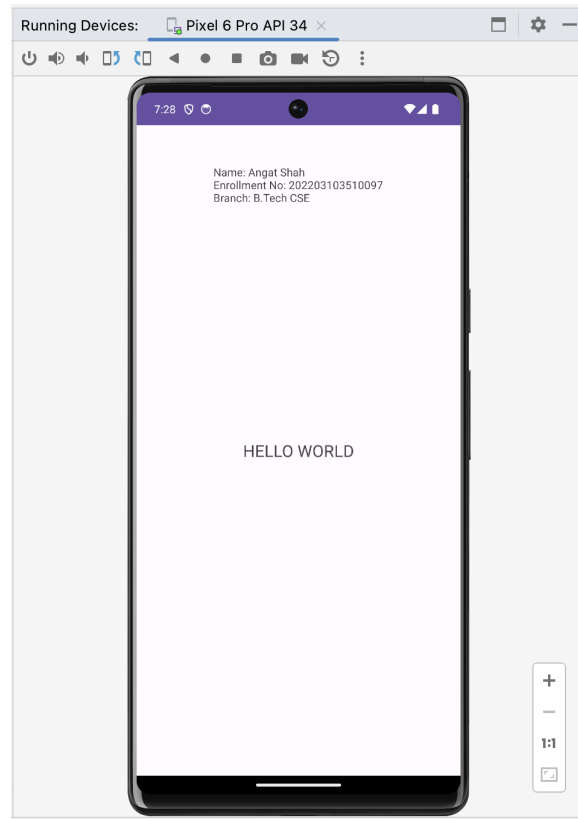 Running Devices:
Pixel 6 Pro API 34
7:28
Name: Angat Shah
Enrollment No: 202203103510097
Branch: B.Tech CSE
HELLO WORLD
1:1